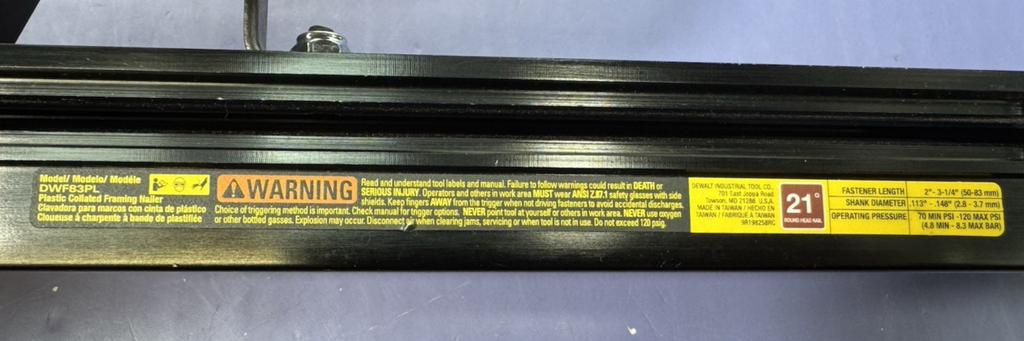 Model/ Modelo/ Modéle
DWF83PL
Plastic Collated Framing Nailer
Clavadora para marcos con cinta de plástico
Cloueuse à charpente à bande de plastifiée
WARNING
Read and understand tool labels and manual. Failure to follow warnings could result in DEATH or
SERIOUS INJURY. Operators and others in work area MUST wear ANSI Z.87.1 safety glasses with side
shields. Keep fingers AWAY from the trigger when not driving fasteners to avoid accidental discharges.
Choice of triggering method is important. Check manual for trigger options. NEVER point tool at yourself or others in work area. NEVER use oxygen
or other bottled gasses. Explosion may occur. Disconnect air when clearing jams, servicing or when tool is not in use. Do not exceed 120 psig.
DEWALT INDUSTRIAL TOOL CO.,
701 East Joppa Road,
Towson, MD 21286 U.S.A.
MADE IN TAIWAN / HECHO EN
TAIWAN / FABRIQUÉ À TAIWAN
9R198258RG
21°
ROUND HEAD NAIL
FASTENER LENGTH 2" - 3-1/4" (50-83 mm)
SHANK DIAMETER .113" - .148" (2.8 - 3.7 mm)
OPERATING PRESSURE 70 MIN PSI -120 MAX PSI
(4.8 MIN - 8.3 MAX BAR)